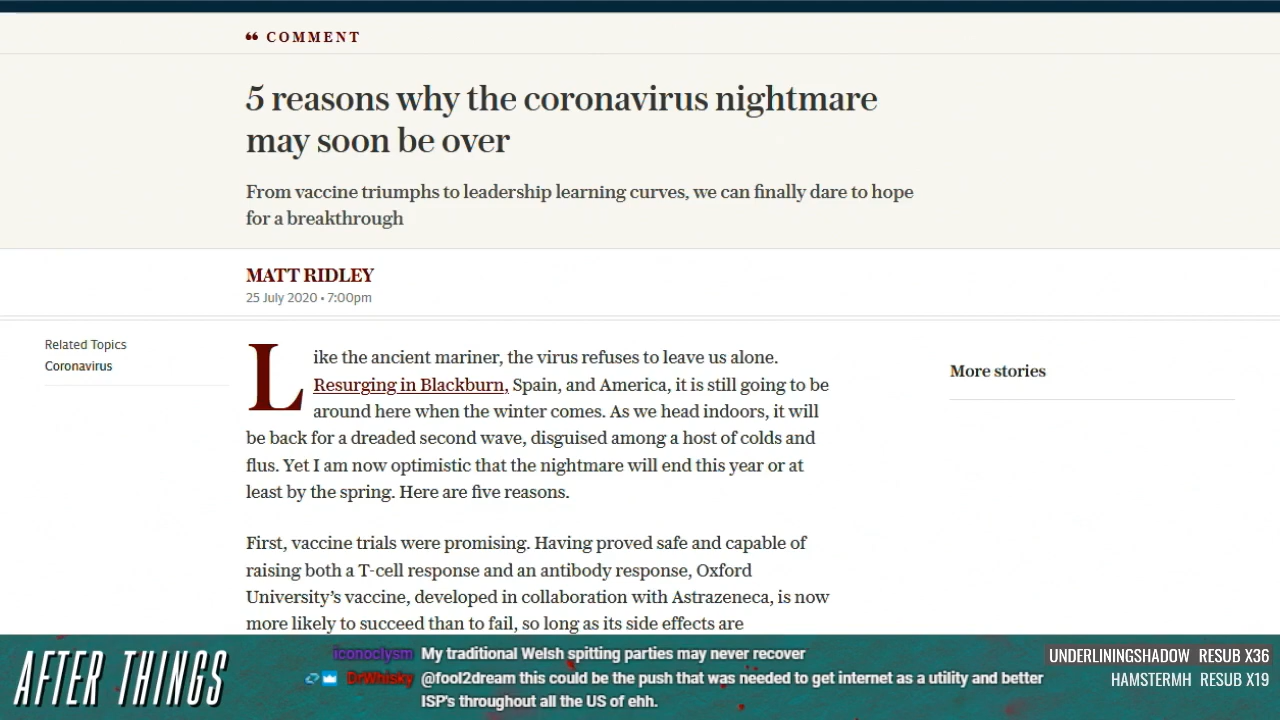 ❝ COMMENT
5 reasons why the coronavirus nightmare
may soon be over
From vaccine triumphs to leadership learning curves, we can finally dare to hope
for a breakthrough
MATT RIDLEY
25 July 2020 • 7:00pm
Related Topics
Coronavirus
Like the ancient mariner, the virus refuses to leave us alone.
Resurging in Blackburn, Spain, and America, it is still going to be
around here when the winter comes. As we head indoors, it will
be back for a dreaded second wave, disguised among a host of colds and
flus. Yet I am now optimistic that the nightmare will end this year or at
least by the spring. Here are five reasons.
First, vaccine trials were promising. Having proved safe and capable of
raising both a T-cell response and an antibody response, Oxford
University's vaccine, developed in collaboration with Astrazeneca, is now
more likely to succeed than to fail, so long as its side effects are
More stories
AFTER THINGS
iconoclysm My traditional Welsh spitting parties may never recover
DrWhisky @fool2dream this could be the push that was needed to get internet as a utility and better
ISP's throughout all the US of ehh.
UNDERLININGSHADOW RESUB X36
HAMSTERMH RESUB X19